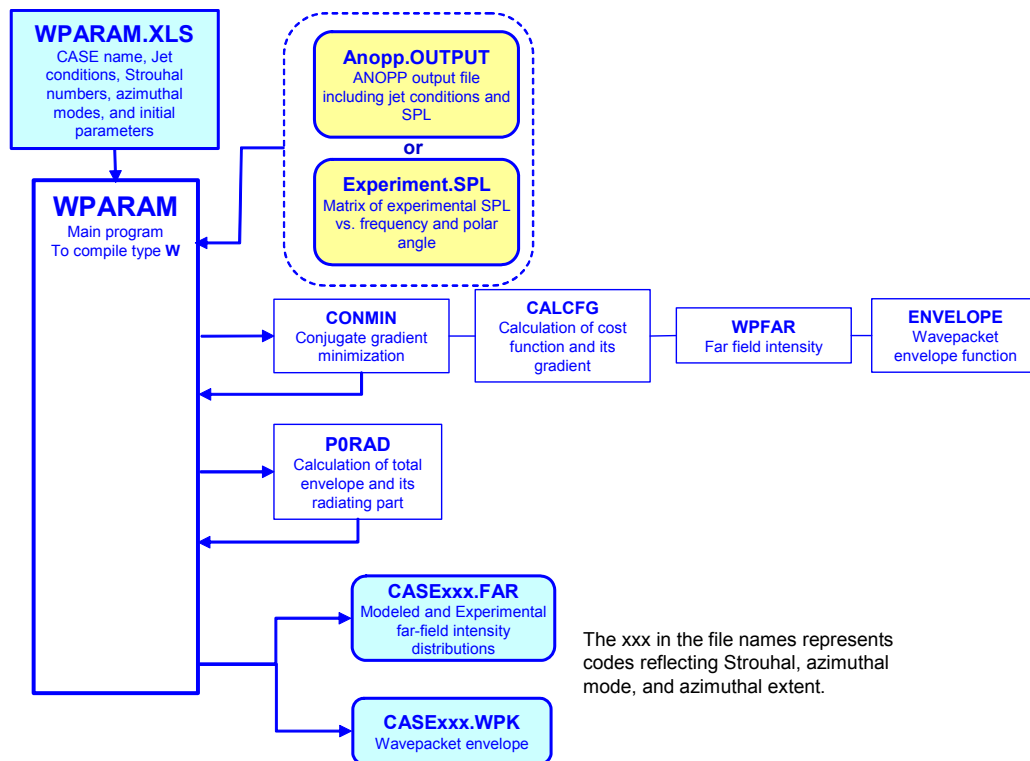 WPARAM.XLS
CASE name, Jet
conditions,
Strouhal
numbers,
azimuthal
modes, and initial
parameters
Anopp.OUTPUT
ANOPP output file
including jet conditions and
SPL
or
Experiment.SPL
Matrix of experimental SPL
vs. frequency and polar
angle
WPARAM
Main program
To compile type W
CONMIN
Conjugate gradient
minimization
CALCFG
Calculation of cost
function and its
gradient
WPFAR
Far field intensity
ENVELOPE
Wavepacket
envelope function
P0RAD
Calculation of total
envelope and its
radiating part
CASExxx.FAR
Modeled and Experimental
far-field intensity
distributions
The xxx in the file names represents
codes reflecting Strouhal, azimuthal
mode, and azimuthal extent.
CASExxx.WPK
Wavepacket envelope